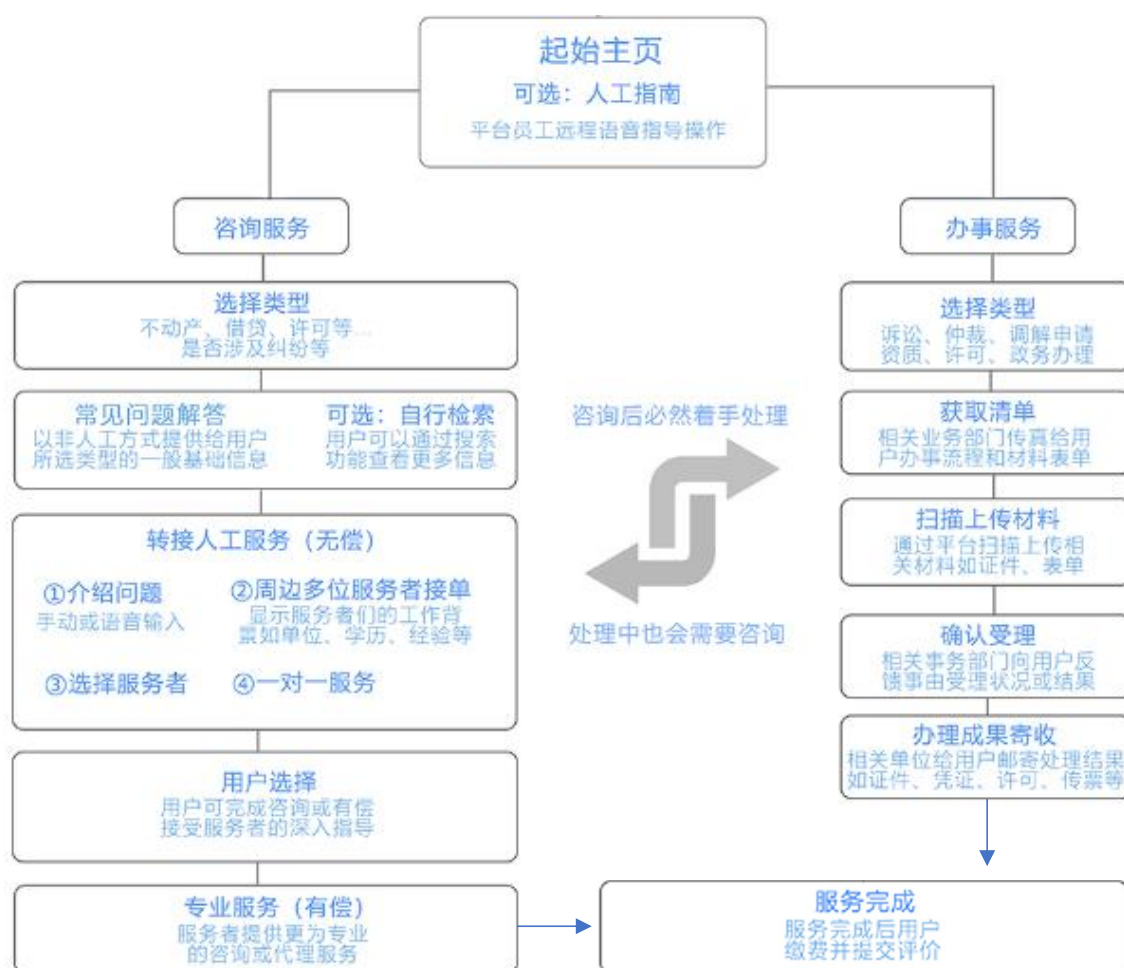 起始主页
可选：人工指南
平台员工远程语音指导操作
咨询服务
选择类型
不动产、借贷、许可等...
是否涉及纠纷等
常见问题解答
以非人工方式提供给用户
所选类型的一般基础信息
可选：自行检索
用户可以通过搜索
功能查看更多信息
转接人工服务（无偿）
①介绍问题
手动或语音输入
②周边多位服务者接单
显示服务者们的工作背
景如单位、学历、经验等
③选择服务者
④一对一服务
用户选择
用户可完成咨询或有偿
接受服务者的深入指导
专业服务（有偿）
服务者提供更为专业
的咨询或代理服务
咨询后必然着手处理
处理中也会需要咨询
办事服务
选择类型
诉讼、仲裁、调解申请
资质、许可、政务办理
获取清单
相关业务部门传真给用
户办事流程和材料表单
扫描上传材料
通过平台扫描上传相
关材料如证件、表单
确认受理
相关事务部门向用户反
馈事由受理状况或结果
办理成果寄收
相关单位给用户邮寄处理结果
如证件、凭证、许可、传票等
服务完成
服务完成后用户
缴费并提交评价